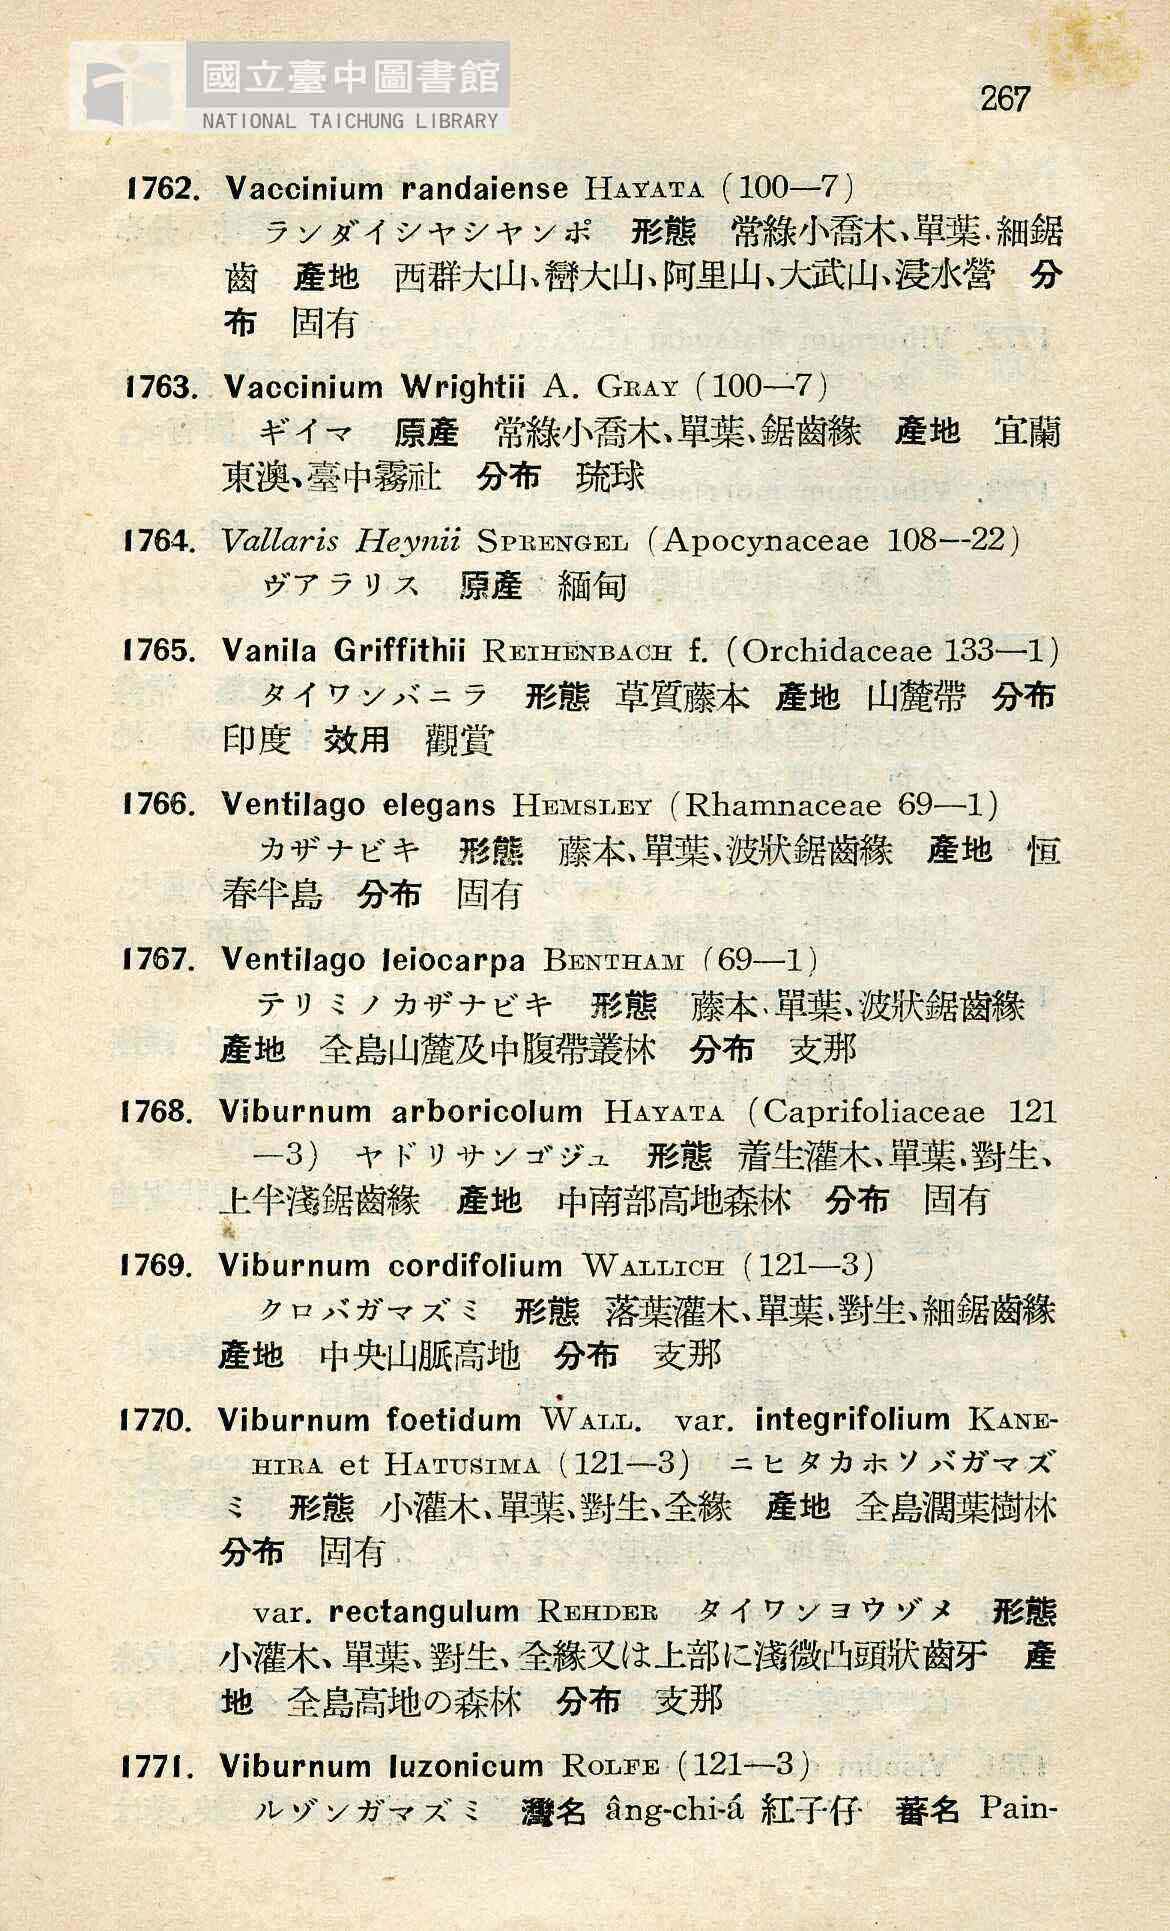 國立臺中圖書館
NATIONAL TAICHUNG LIBRARY
267
1762. Vaccinium randaiense HAYATA (100—7)
ランダイシヤシヤンポ 形態 常綠小喬木、單葉、細鋸
齒 產地 西群大山、巒大山、阿里山、大武山、浸水營 分
布 固有
1763. Vaccinium Wrightii A. GRAY (100—7)
ギイマ 原產 常綠小喬木、單葉、鋸齒緣 產地 宜蘭
東澳、臺中霧社 分布 琉球
1764. Vallaris Heynii SPRENGEL (Apocynaceae 108—22)
ヴアラリス 原產 緬甸
1765. Vanila Griffithii REIHENBACH f. (Orchidaceae 133—1)
タイワンバニラ 形態 草質藤本 產地 山麓帶 分布
印度 效用 觀賞
1766. Ventilago elegans HEMSLEY (Rhamnaceae 69—1)
カザナビキ 形態 藤本、單葉、波狀鋸齒緣 產地 恒
春半島 分布 固有
1767. Ventilago leiocarpa BENTHAM (69—1)
テリミノカザナビキ 形態 藤本、單葉、波狀鋸齒緣
產地 全島山麓及中腹帶叢林 分布 支那
1768. Viburnum arboricolum HAYATA (Caprifoliaceae 121
—3) ヤドリサンゴジュ 形態 着生灌木、單葉、對生、
上半淺鋸齒緣 產地 中南部高地森林 分布 固有
1769. Viburnum cordifolium WALLICH (121—3)
クロバガマズミ 形態 落葉灌木、單葉、對生、細鋸齒緣
產地 中央山脈高地 分布 支那
1770. Viburnum foetidum WALL. var. integrifolium KANE-
HIRA et HATUSIMA (121—3) ニヒタカホソバガマズ
ミ 形態 小灌木、單葉、對生、全緣 產地 全島濶葉樹林
分布 固有
var. rectangulum REHDER タイワンヨウゾメ 形態
小灌木、單葉、對生、全緣又は上部に淺微凸頭狀齒牙 產
地 全島高地の森林 分布 支那
1771. Viburnum luzonicum ROLFE (121—3)
ルゾンガマズミ 灣名 âng-chi-á 紅子仔 蕃名 Pain-